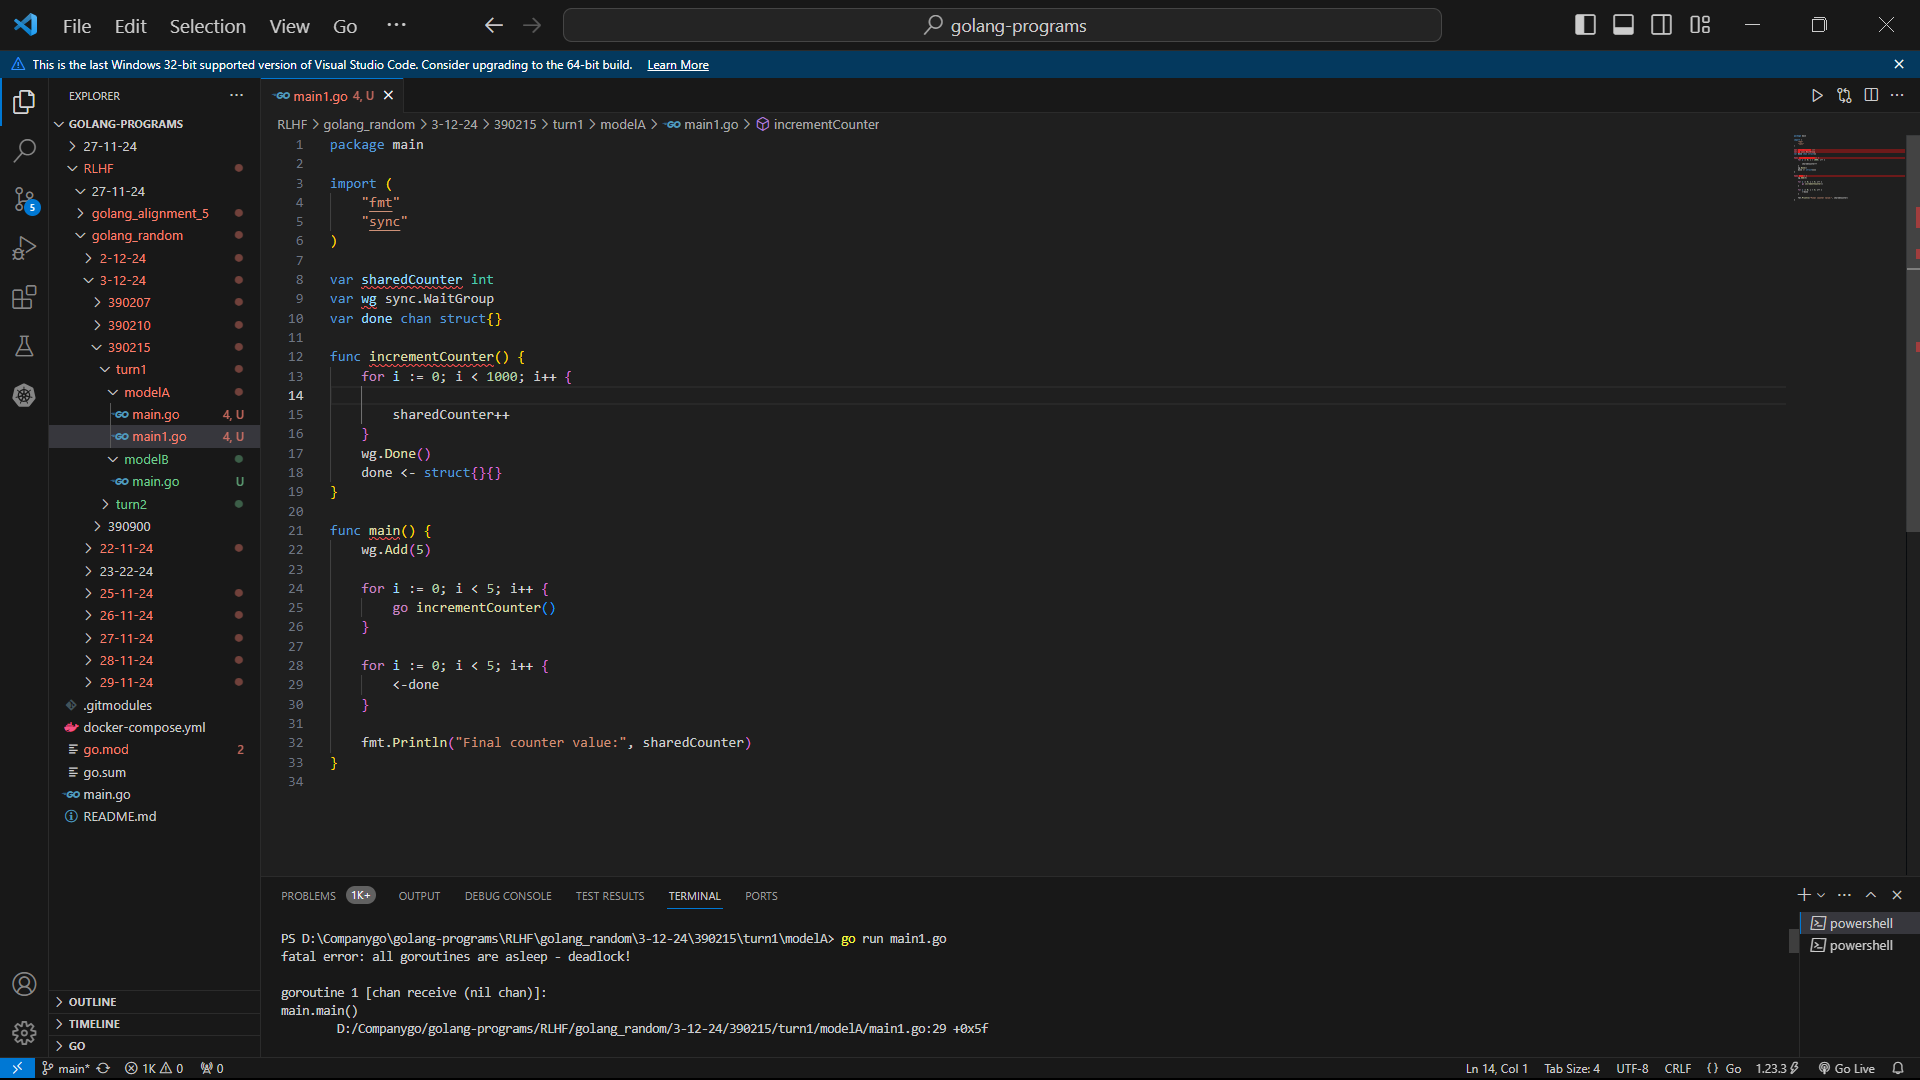 File Edit Selection View Go ··· golang-programs
This is the last Windows 32-bit supported version of Visual Studio Code. Consider upgrading to the 64-bit build. Learn More
EXPLORER
GOLANG-PROGRAMS
27-11-24
RLHF
27-11-24
golang_alignment_5
golang_random
2-12-24
3-12-24
390207
390210
390215
turn1
modelA
main.go 4, U
main1.go 4, U
modelB
main.go U
turn2
390900
22-11-24
23-22-24
25-11-24
26-11-24
27-11-24
28-11-24
29-11-24
.gitmodules
docker-compose.yml
go.mod 2
go.sum
main.go
README.md
OUTLINE
TIMELINE
GO
5
main1.go 4, U
RLHF > golang_random > 3-12-24 > 390215 > turn1 > modelA > main1.go > incrementCounter
1 package main
2
3 import (
4 "fmt"
5 "sync"
6 )
7
8 var sharedCounter int
9 var wg sync.WaitGroup
10 var done chan struct{}
11
12 func incrementCounter() {
13 for i := 0; i < 1000; i++ {
14
15 sharedCounter++
16 }
17 wg.Done()
18 done <- struct{}{}
19 }
20
21 func main() {
22 wg.Add(5)
23
24 for i := 0; i < 5; i++ {
25 go incrementCounter()
26 }
27
28 for i := 0; i < 5; i++ {
29 <-done
30 }
31
32 fmt.Println("Final counter value:", sharedCounter)
33 }
34
PROBLEMS 1K+ OUTPUT DEBUG CONSOLE TEST RESULTS TERMINAL PORTS
PS D:\Companygo\golang-programs\RLHF\golang_random\3-12-24\390215\turn1\modelA> go run main1.go
fatal error: all goroutines are asleep - deadlock!
goroutine 1 [chan receive (nil chan)]:
main.main()
D:/Companygo/golang-programs/RLHF/golang_random/3-12-24/390215/turn1/modelA/main1.go:29 +0x5f
powershell
powershell
main* 1K 0 0 Ln 14, Col 1 Tab Size: 4 UTF-8 CRLF {} Go 1.23.3 Go Live